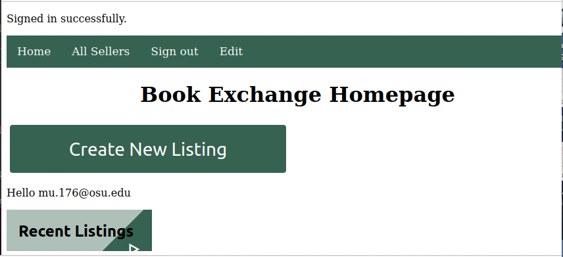 Signed in successfully.
Home All Sellers Sign out Edit
Book Exchange Homepage
Create New Listing
Hello mu.176@osu.edu
Recent Listings